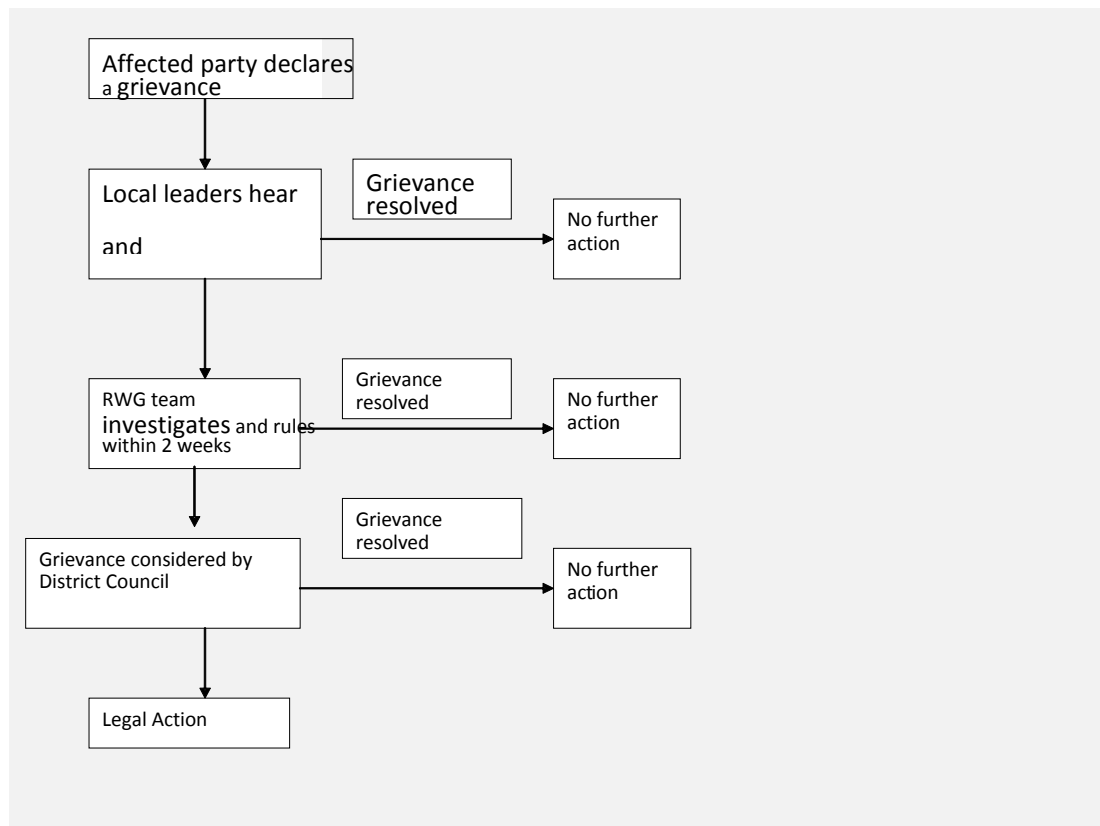 Affected party declares
a grievance
Local leaders hear
and
Grievance
resolved
No further
action
RWG team
investigates and rules
within 2 weeks
Grievance
resolved
No further
action
Grievance considered by
District Council
Grievance
resolved
No further
action
Legal Action